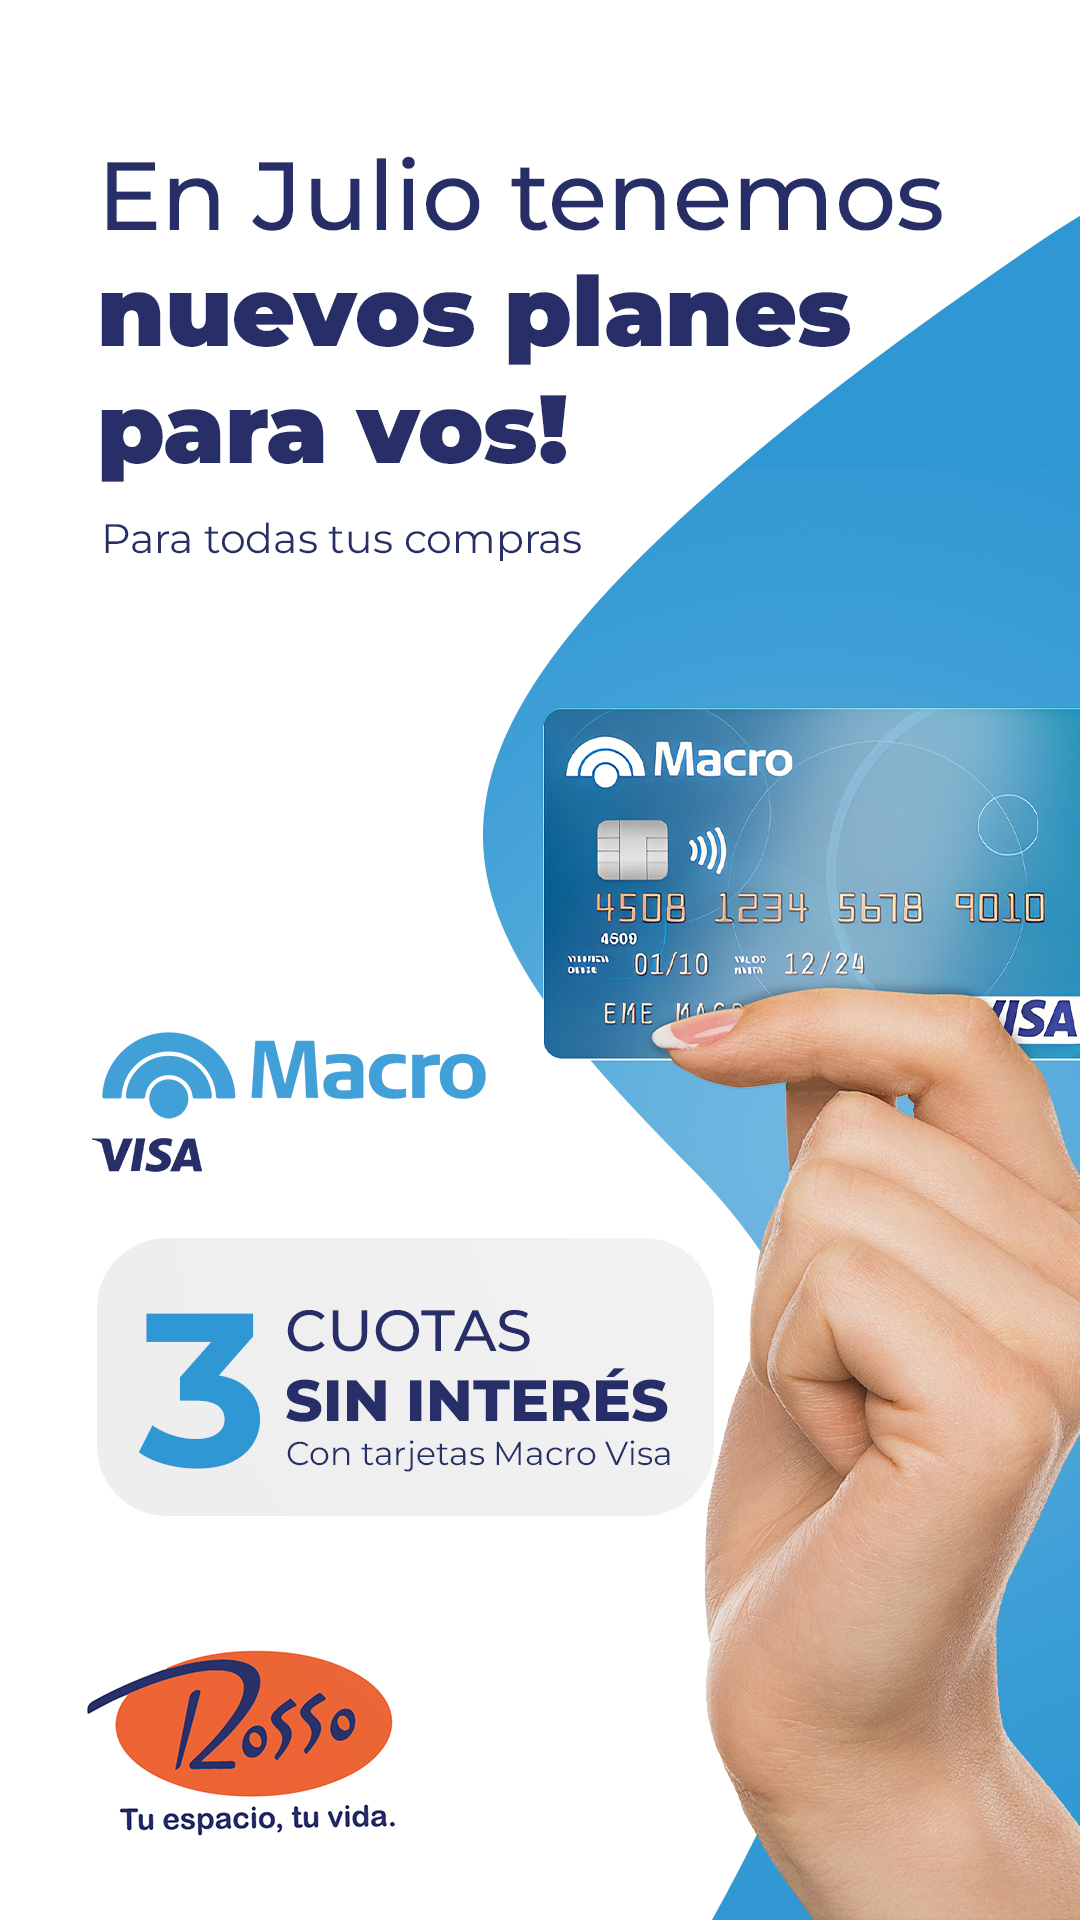 En Julio tenemos
nuevos planes
para vos!
Para todas tus compras
Macro
4508 1234 5678 9010
01/10
12/24
EME
VISA
Macro
VISA
3
CUOTAS
SIN INTERÉS
Con tarjetas Macro Visa
Rosso
Tu espacio, tu vida.